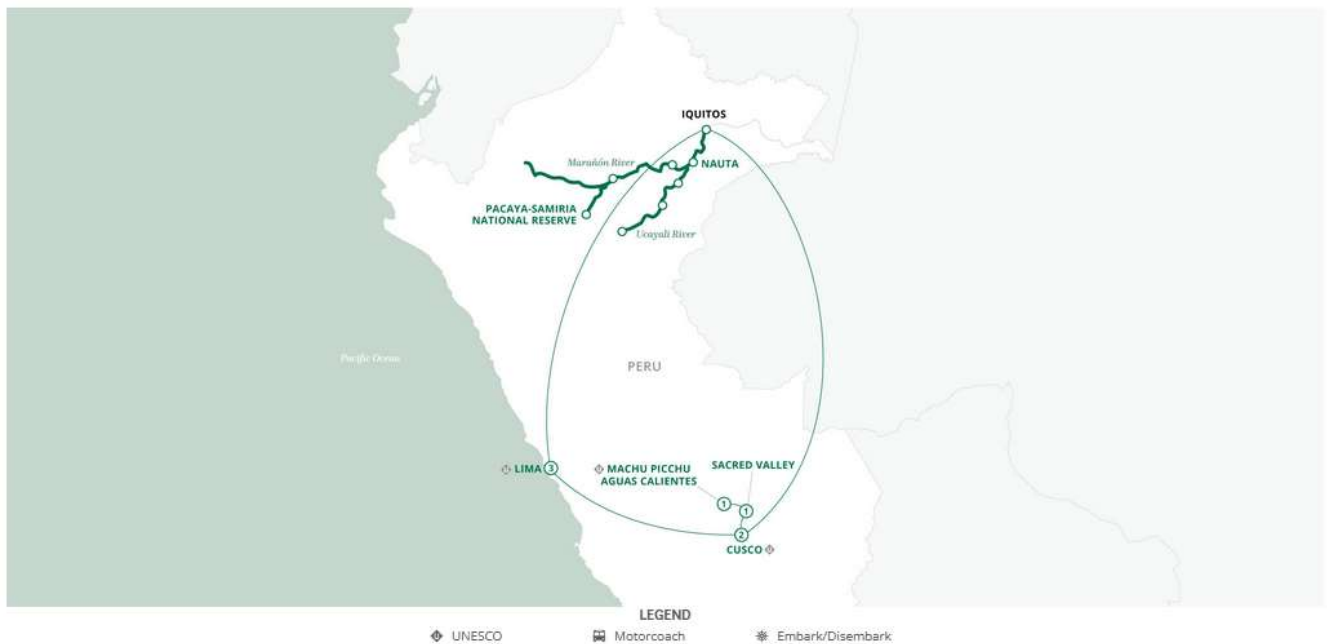 IQUITOS
Marañón River
NAUTA
PACAYA-SAMIRIA
NATIONAL RESERVE
Ucayali River
Pacific Ocean
PERU
LIMA 3
MACHU PICCHU
AGUAS CALIENTES
SACRED VALLEY
1
1
2
CUSCO
LEGEND
UNESCO
Motorcoach
Embark/Disembark